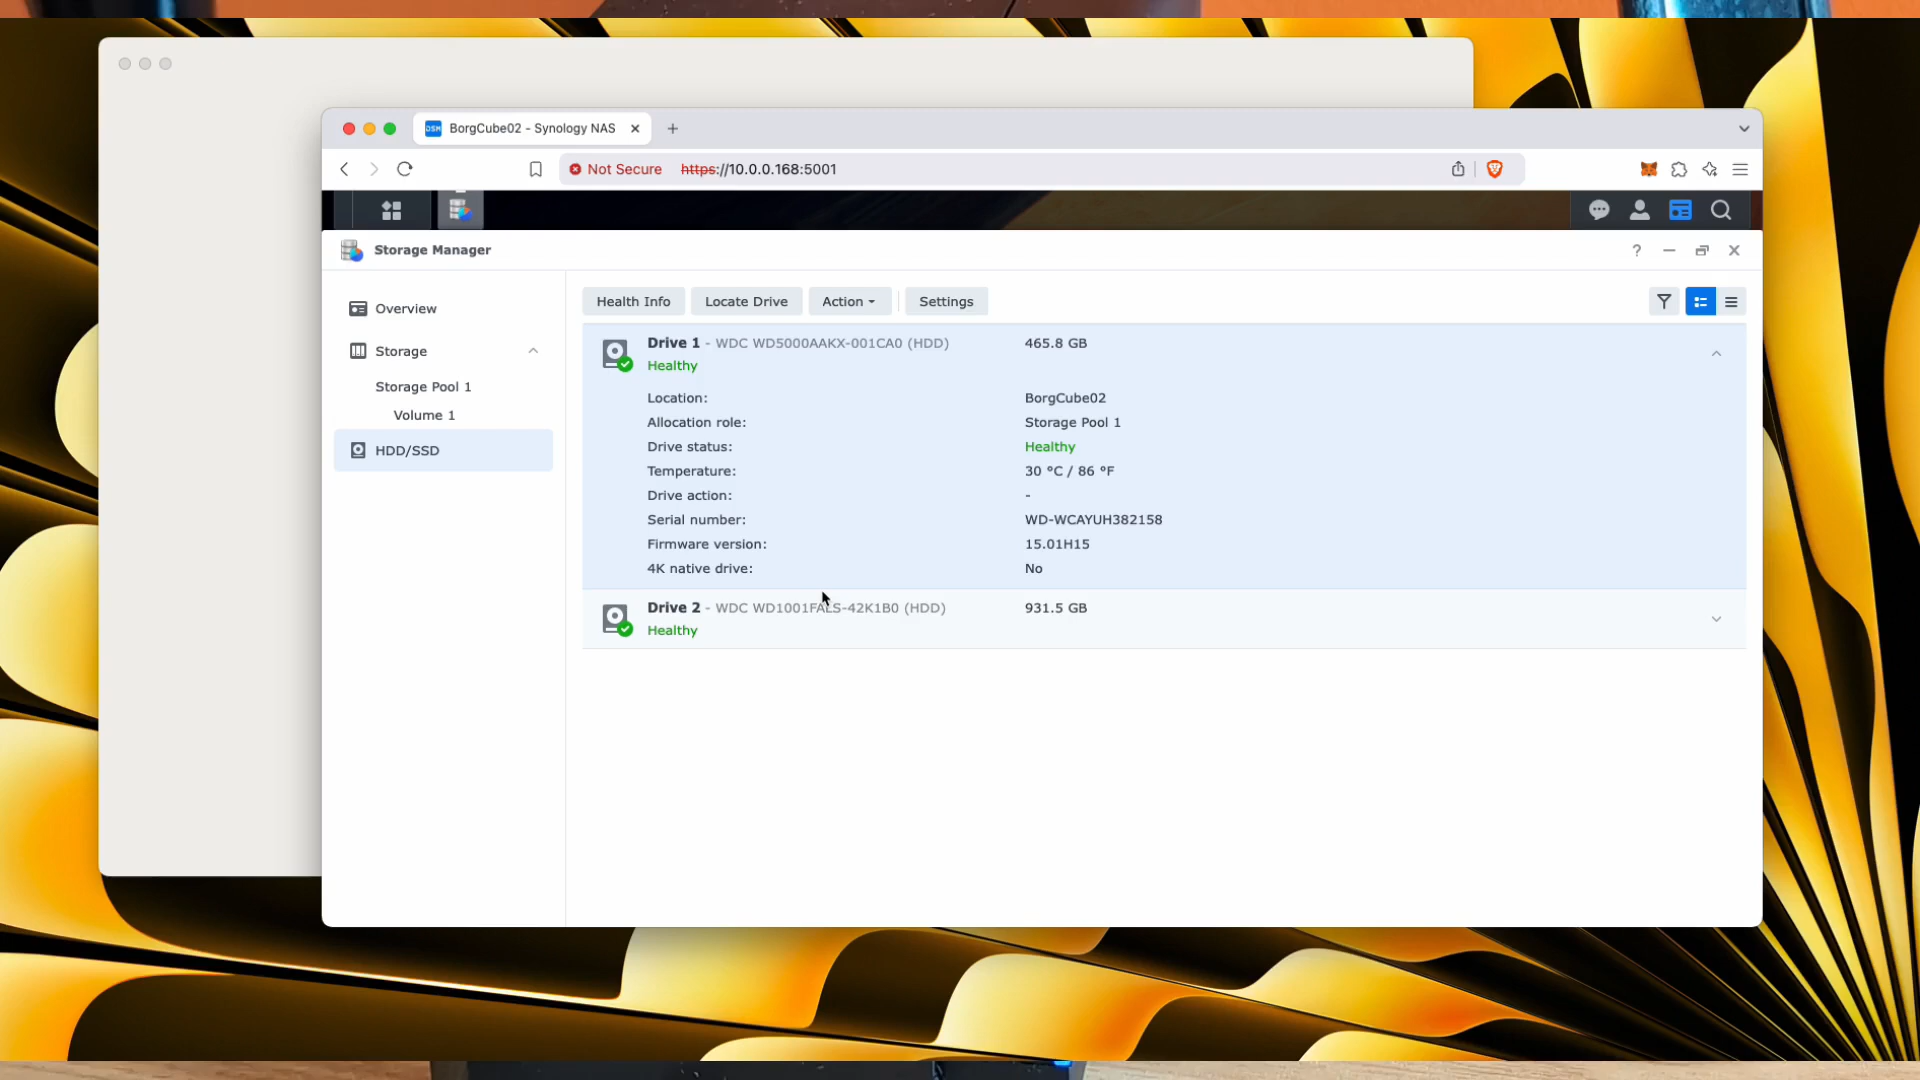 DSM BorgCube02 - Synology NAS
Not Secure https://10.0.0.168:5001
Storage Manager
?
Overview
Storage
Storage Pool 1
Volume 1
HDD/SSD
Health Info Locate Drive Action Settings
Drive 1 - WDC WD5000AAKX-001CA0 (HDD) 465.8 GB
Healthy
Location: BorgCube02
Allocation role: Storage Pool 1
Drive status: Healthy
Temperature: 30 °C / 86 °F
Drive action: -
Serial number: WD-WCAYUH382158
Firmware version: 15.01H15
4K native drive: No
Drive 2 - WDC WD1001FALS-42K1B0 (HDD) 931.5 GB
Healthy